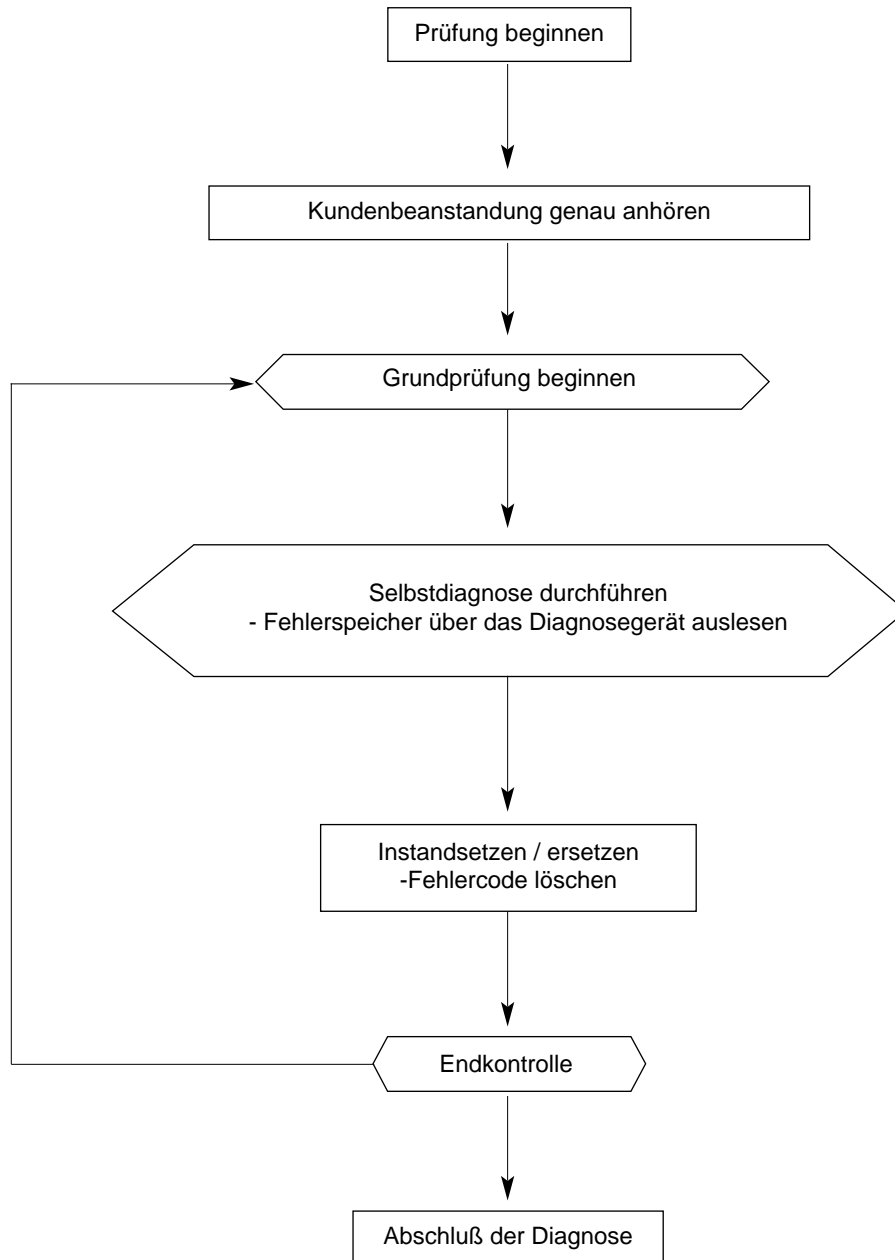 Prüfung beginnen
Kundenbeanstandung genau anhören
Grundprüfung beginnen
Selbstdiagnose durchführen
- Fehlerspeicher über das Diagnosegerät auslesen
Instandsetzen / ersetzen
-Fehlercode löschen
Endkontrolle
Abschluß der Diagnose